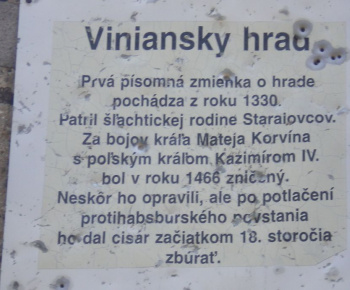 Viniansky hrad
Prvá písomná zmienka o hrade
pochádza z roku 1330.
Patril šľachtickej rodine Staraiovcov.
Za bojov kráľa Mateja Korvína
s poľským kráľom Kazimírom IV.
bol v roku 1466 zničený.
Neskôr ho opravili, ale po potlačení
protihabsburského povstania
ho dal cisár začiatkom 18. storočia
zbúrať.